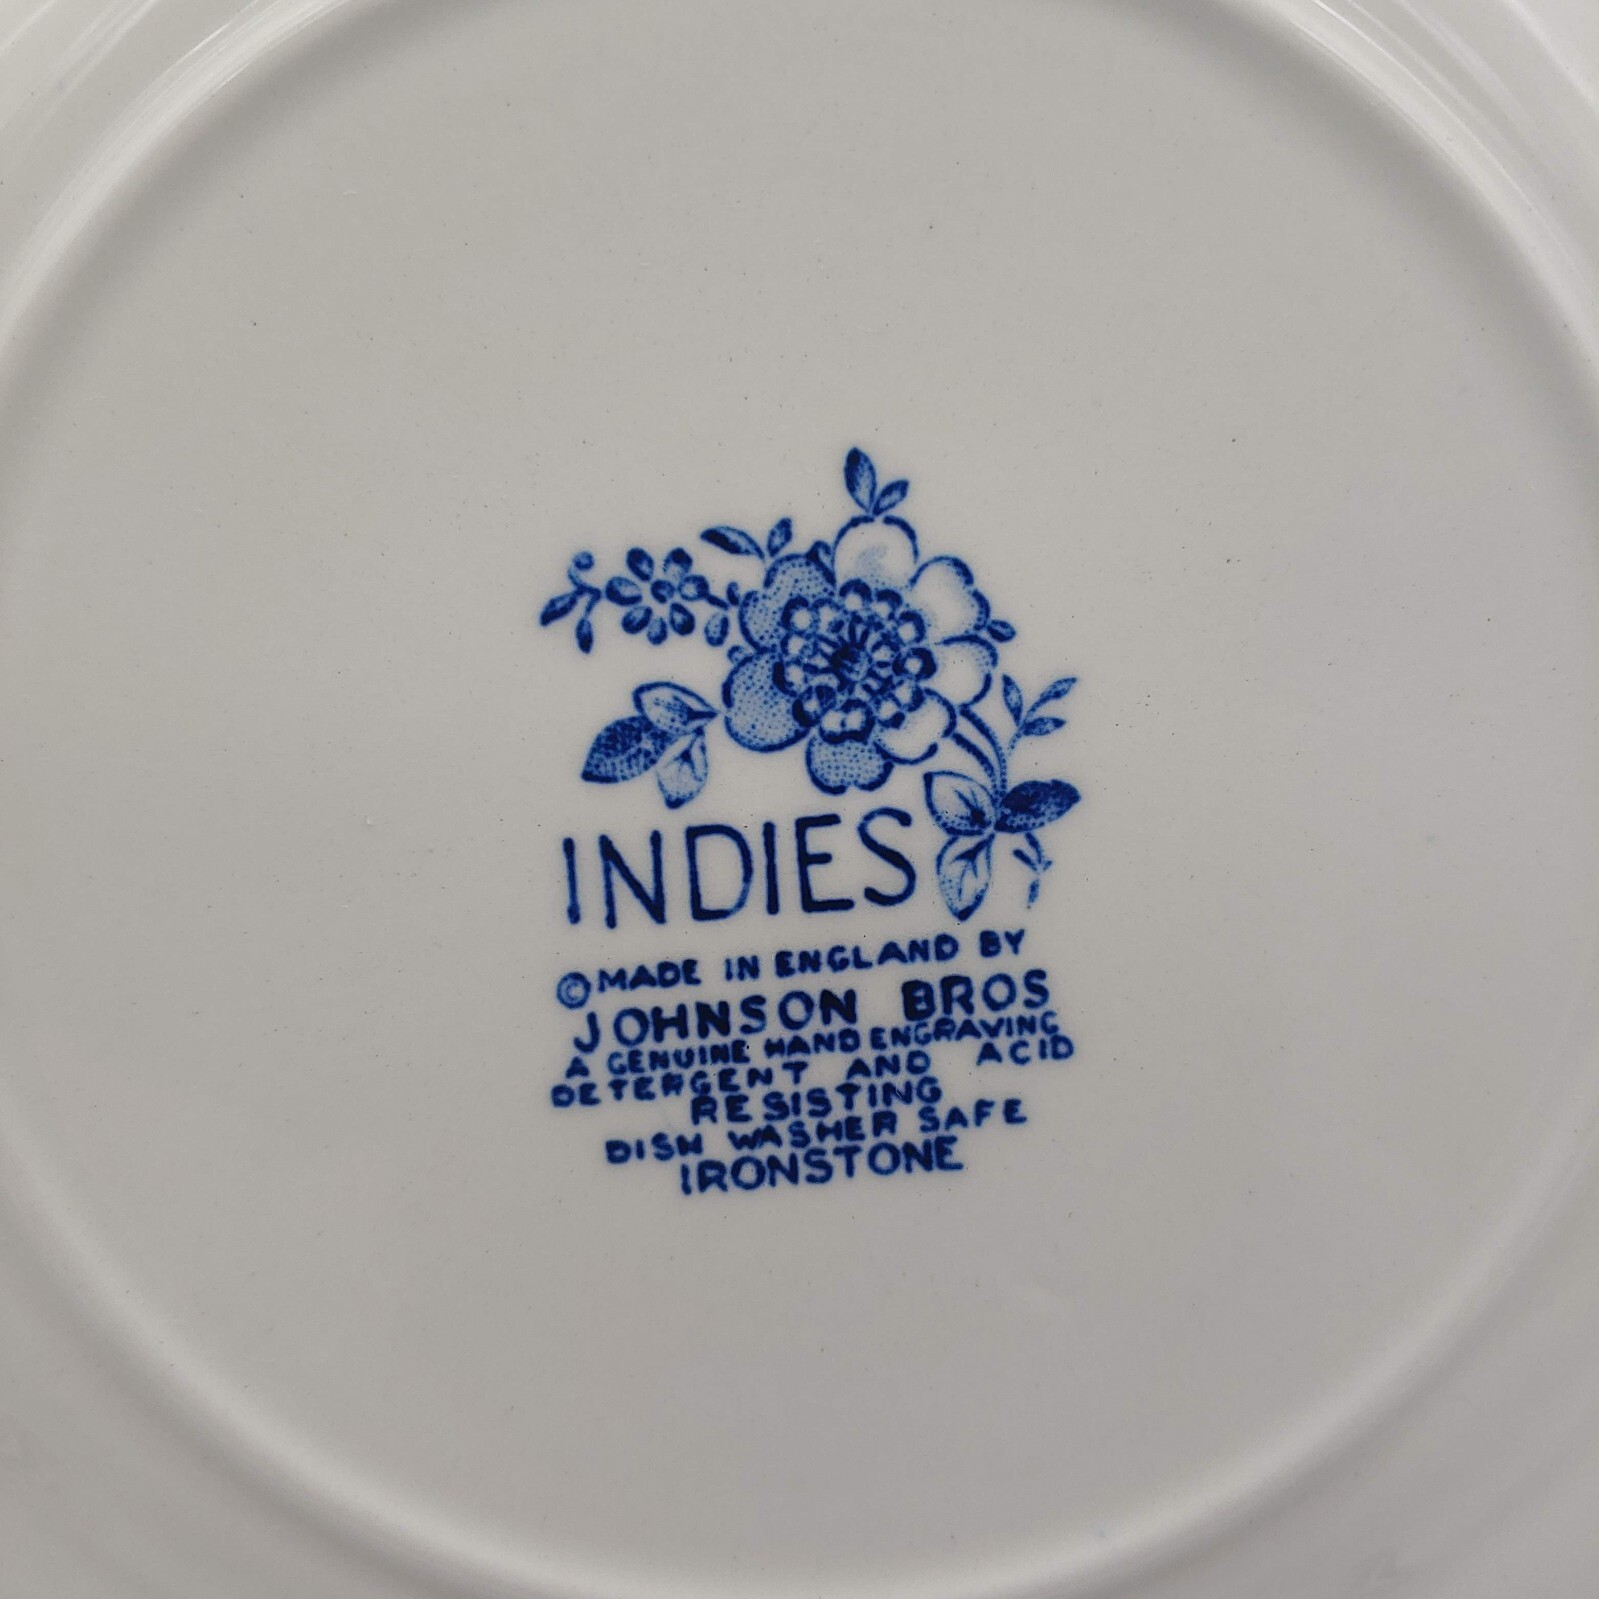 INDIES
©MADE IN ENGLAND BY
JOHNSON BROS
A GENUINE HAND ENGRAVING
DETERGENT AND ACID
RESISTING
DISH WASHER SAFE
IRONSTONE